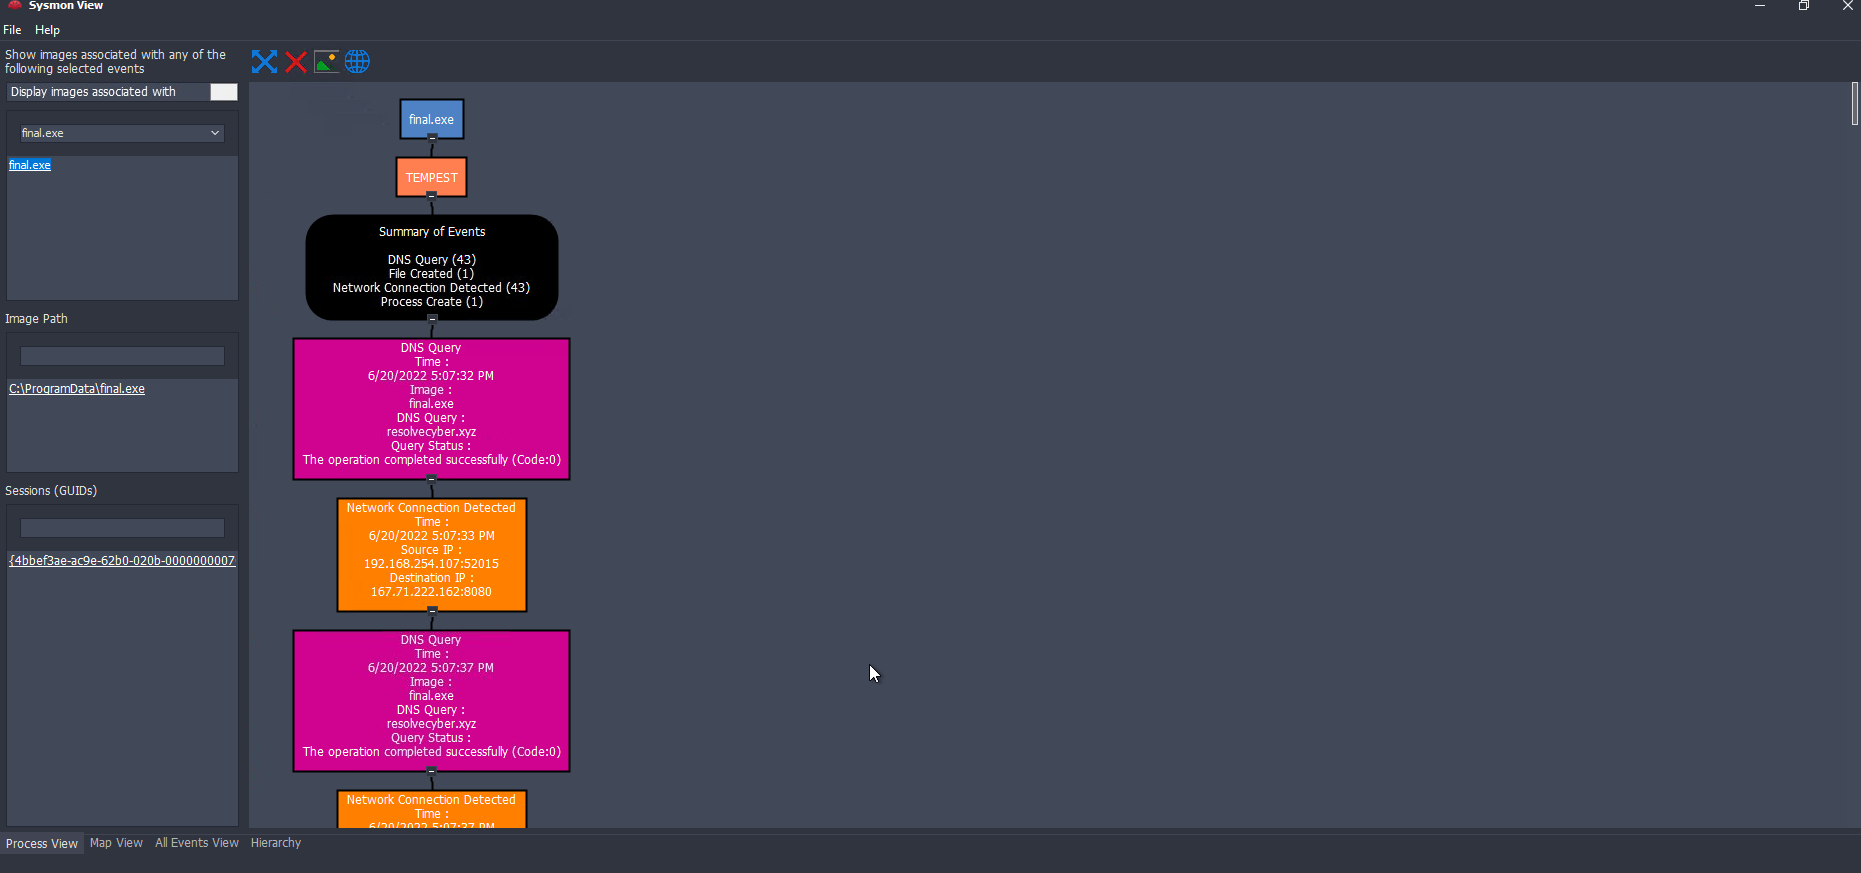 Sysmon View
File Help
Show images associated with any of the
following selected events
Display images associated with
final.exe
final.exe
Image Path
C:\ProgramData\final.exe
Sessions (GUIDs)
{4bbef3ae-ac9e-62b0-020b-0000000007
final.exe
TEMPEST
Summary of Events
DNS Query (43)
File Created (1)
Network Connection Detected (43)
Process Create (1)
DNS Query
Time :
6/20/2022 5:07:32 PM
Image :
final.exe
DNS Query :
resolvecyber.xyz
Query Status :
The operation completed successfully (Code:0)
Network Connection Detected
Time :
6/20/2022 5:07:33 PM
Source IP :
192.168.254.107:52015
Destination IP :
167.71.222.162:8080
DNS Query
Time :
6/20/2022 5:07:37 PM
Image :
final.exe
DNS Query :
resolvecyber.xyz
Query Status :
The operation completed successfully (Code:0)
Network Connection Detected
Time :
6/20/2022 5:07:37 PM
Process View Map View All Events View Hierarchy